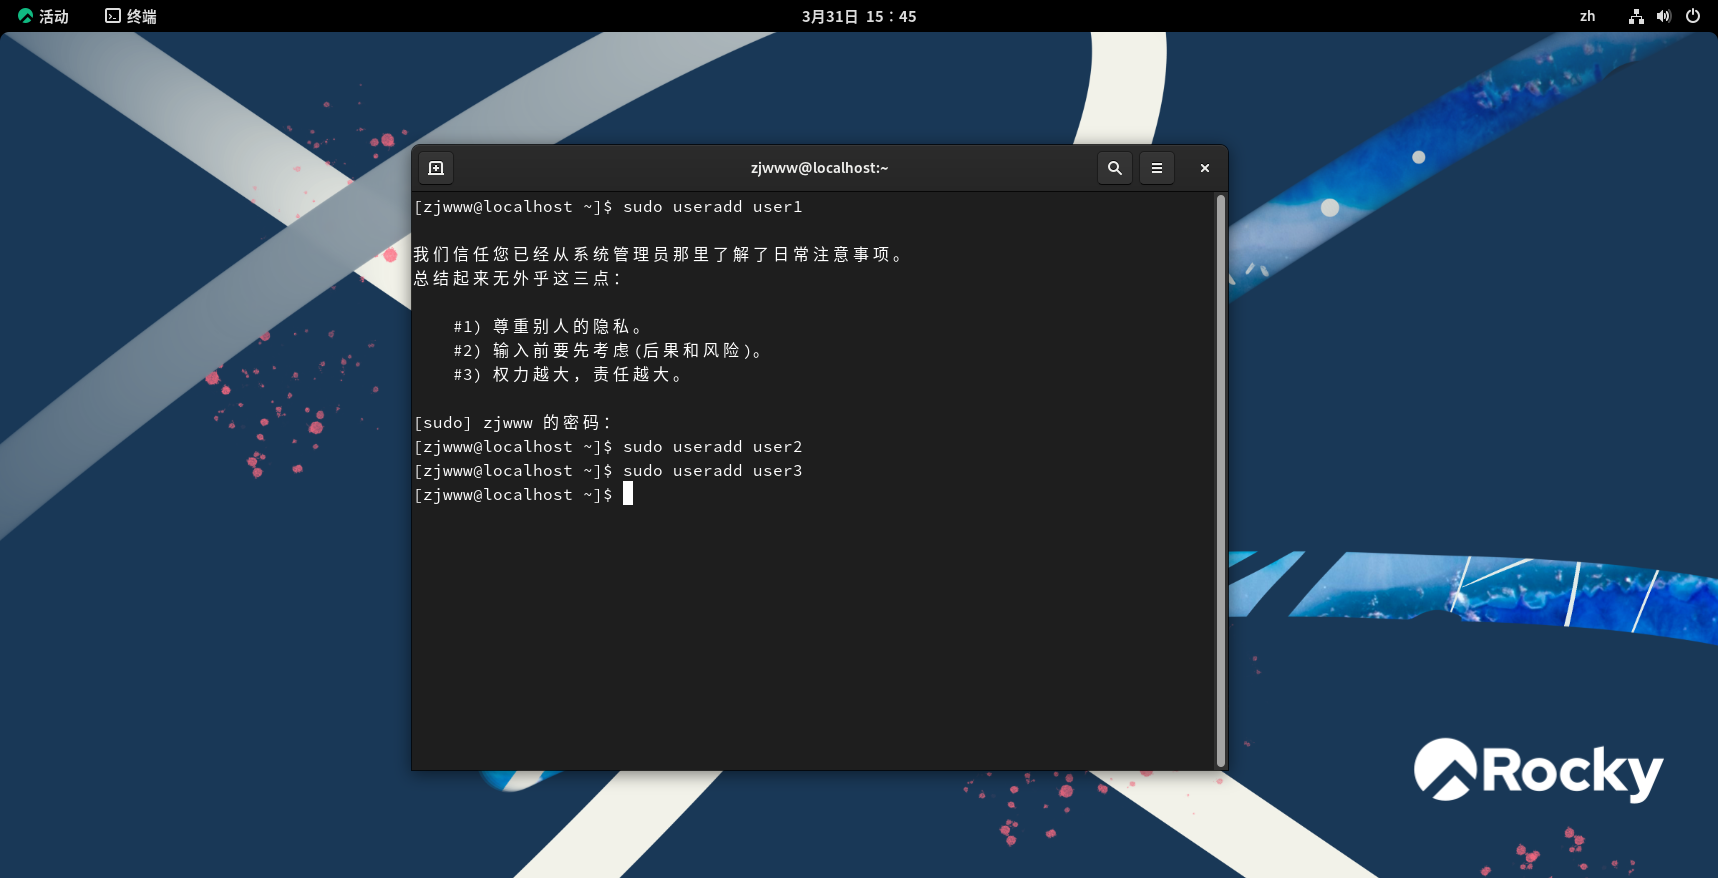 活动 终端 3月31日 15：45 zh
zjwww@localhost:~
[zjwww@localhost ~]$ sudo useradd user1
我们信任您已经从系统管理员那里了解了日常注意事项。
总结起来无外乎这三点：
#1) 尊重别人的隐私。
#2) 输入前要先考虑(后果和风险)。
#3) 权力越大，责任越大。
[sudo] zjwww 的密码：
[zjwww@localhost ~]$ sudo useradd user2
[zjwww@localhost ~]$ sudo useradd user3
[zjwww@localhost ~]$
Rocky